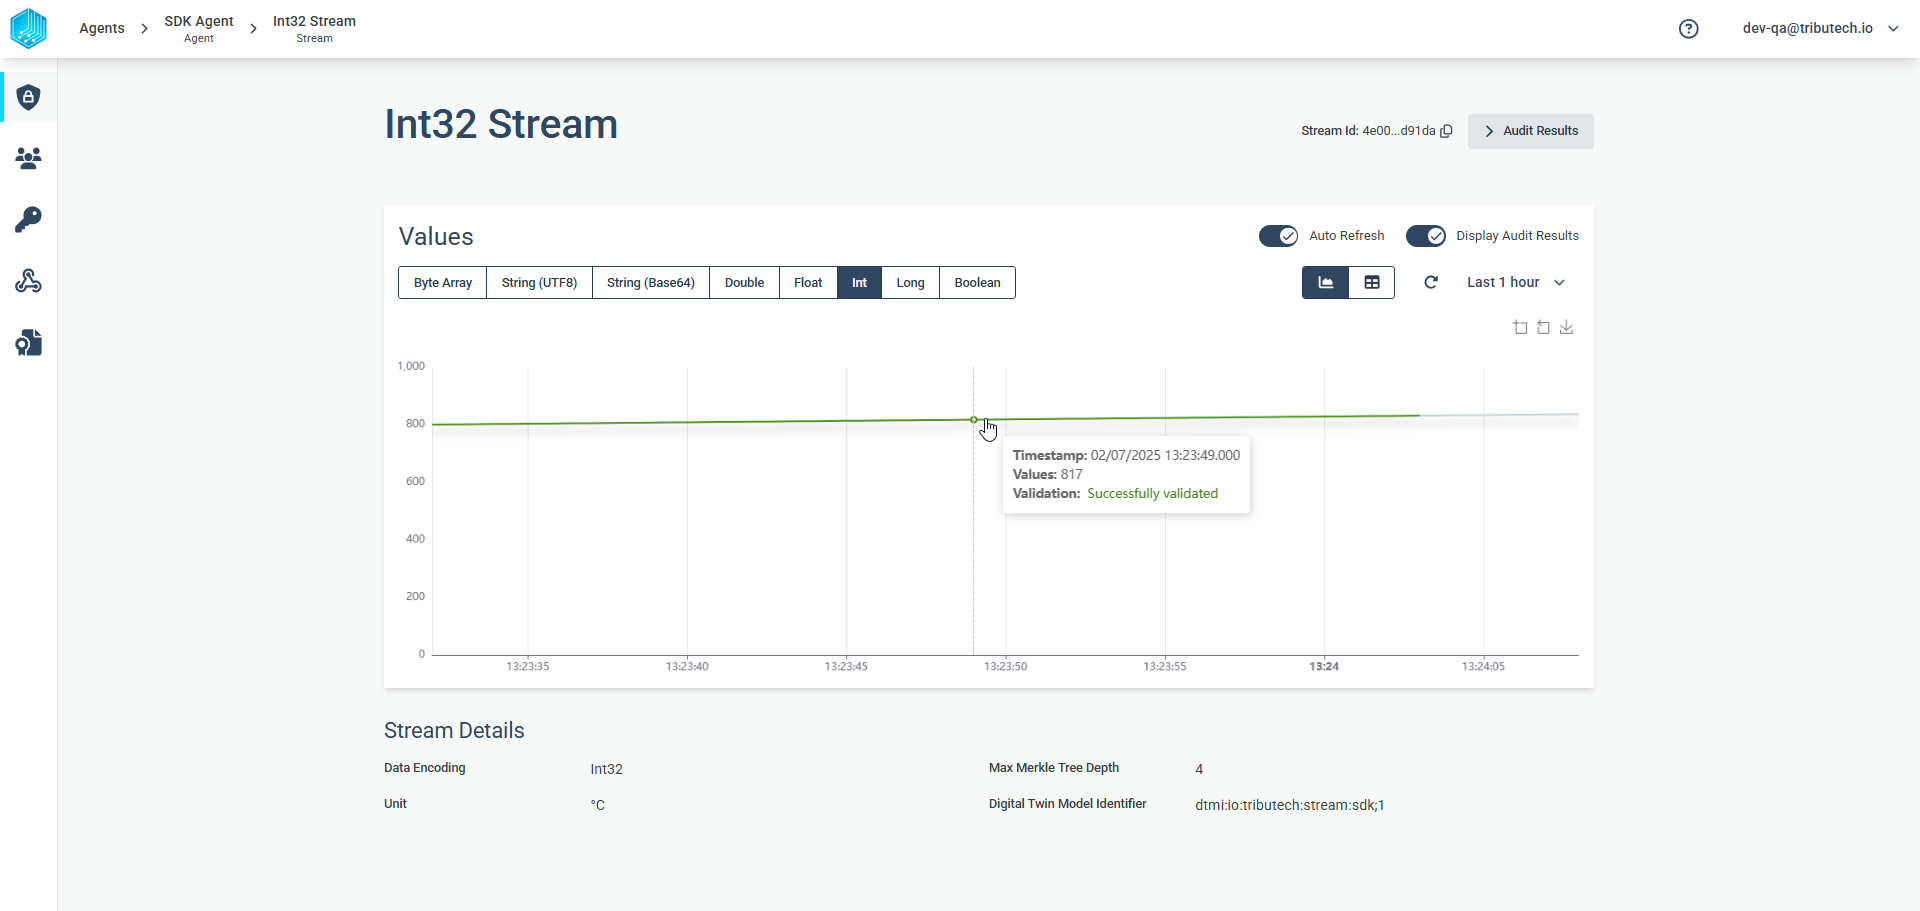 Agents
SDK Agent
Agent
Int32 Stream
Stream
dev-qa@tributech.io
Int32 Stream
Stream Id: 4e00...d91da
Audit Results
Values
Auto Refresh
Display Audit Results
Byte Array
String (UTF8)
String (Base64)
Double
Float
Int
Long
Boolean
Last 1 hour
1,000
800
600
400
200
0
Timestamp: 02/07/2025 13:23:49.000
Values: 817
Validation: Successfully validated
13:23:35
13:23:40
13:23:45
13:23:50
13:23:55
13:24
13:24:05
Stream Details
Data Encoding
Int32
Max Merkle Tree Depth
4
Unit
°C
Digital Twin Model Identifier
dtmi:io:tributech:stream:sdk;1